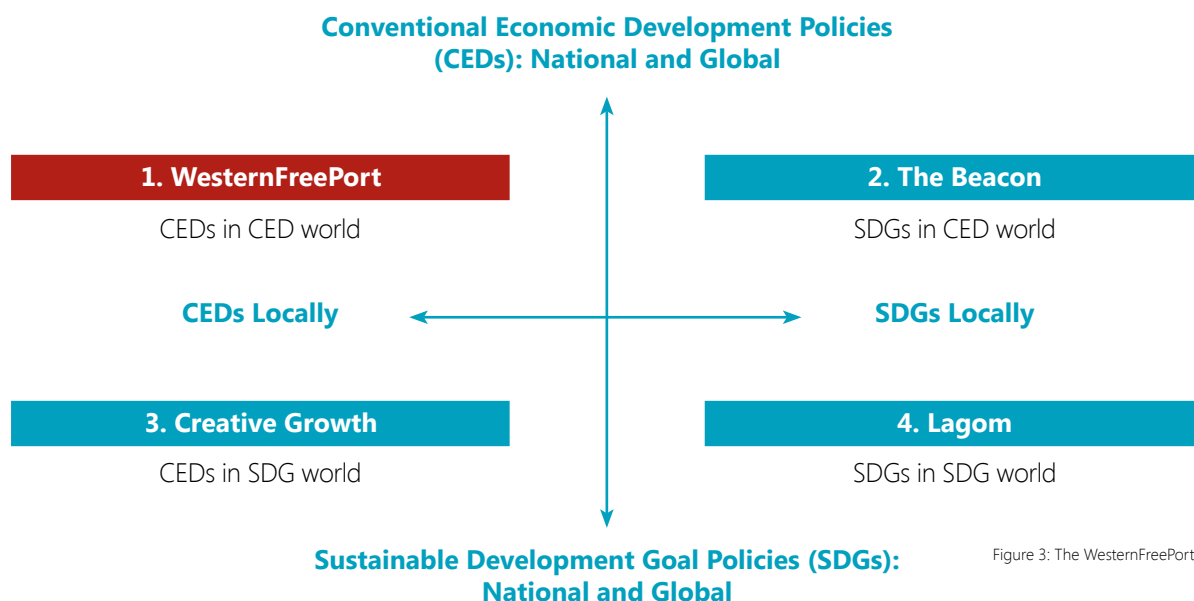 Conventional Economic Development Policies
(CEDs): National and Global
1. WesternFreePort
2. The Beacon
CEDs in CED world
SDGs in CED world
CEDs Locally
SDGs Locally
3. Creative Growth
4. Lagom
CEDs in SDG world
SDGs in SDG world
Sustainable Development Goal Policies (SDGs):
National and Global
Figure 3: The WesternFreePort